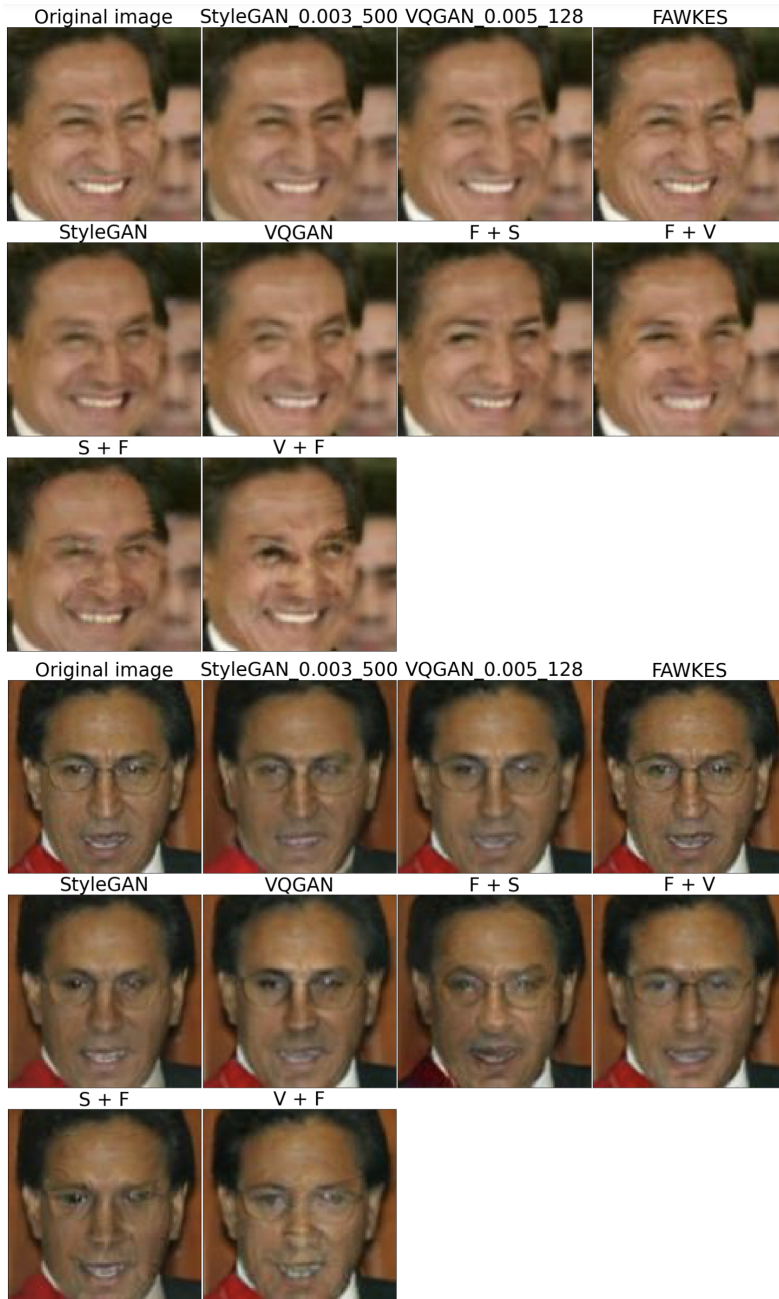 Original image StyleGAN_0.003_500 VQGAN_0.005_128 FAWKES
StyleGAN VQGAN F + S F + V
S + F V + F
Original image StyleGAN_0.003_500 VQGAN_0.005_128 FAWKES
StyleGAN VQGAN F + S F + V
S + F V + F